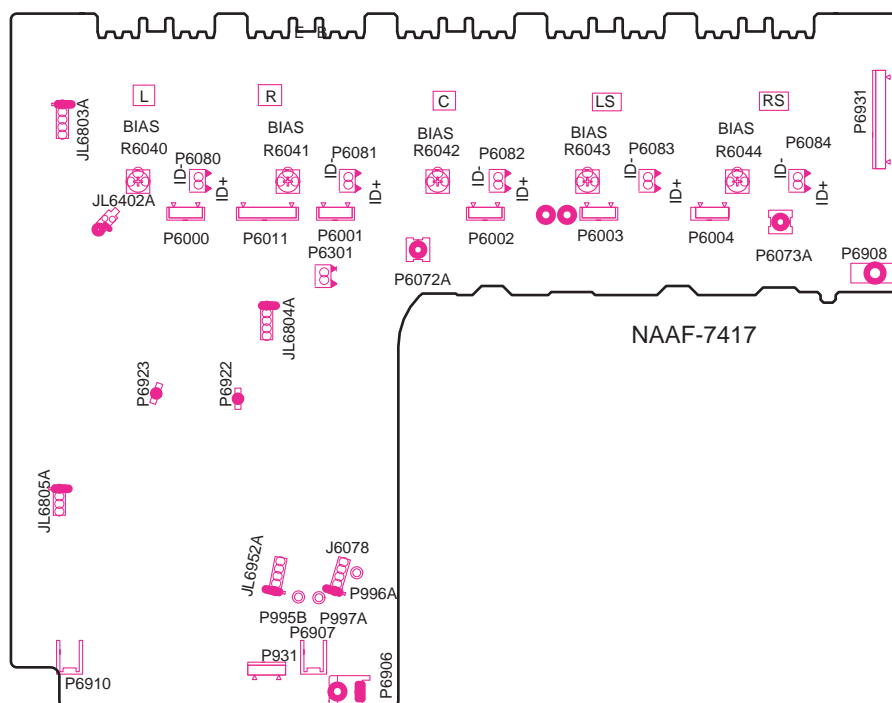 E B
L
R
C
LS
RS
P6931
JL6803A
BIAS
R6040
BIAS
R6041
BIAS
R6042
BIAS
R6043
BIAS
R6044
P6080
ID-
ID+
P6081
ID-
ID+
P6082
ID-
ID+
P6083
ID-
ID+
P6084
ID-
ID+
JL6402A
P6000
P6011
P6001
P6002
P6003
P6004
P6301
P6072A
P6073A
P6908
JL6804A
NAAF-7417
P6923
P6922
JL6805A
JL6952A
J6078
P996A
P995B
P997A
P6907
P931
P6906
P6910